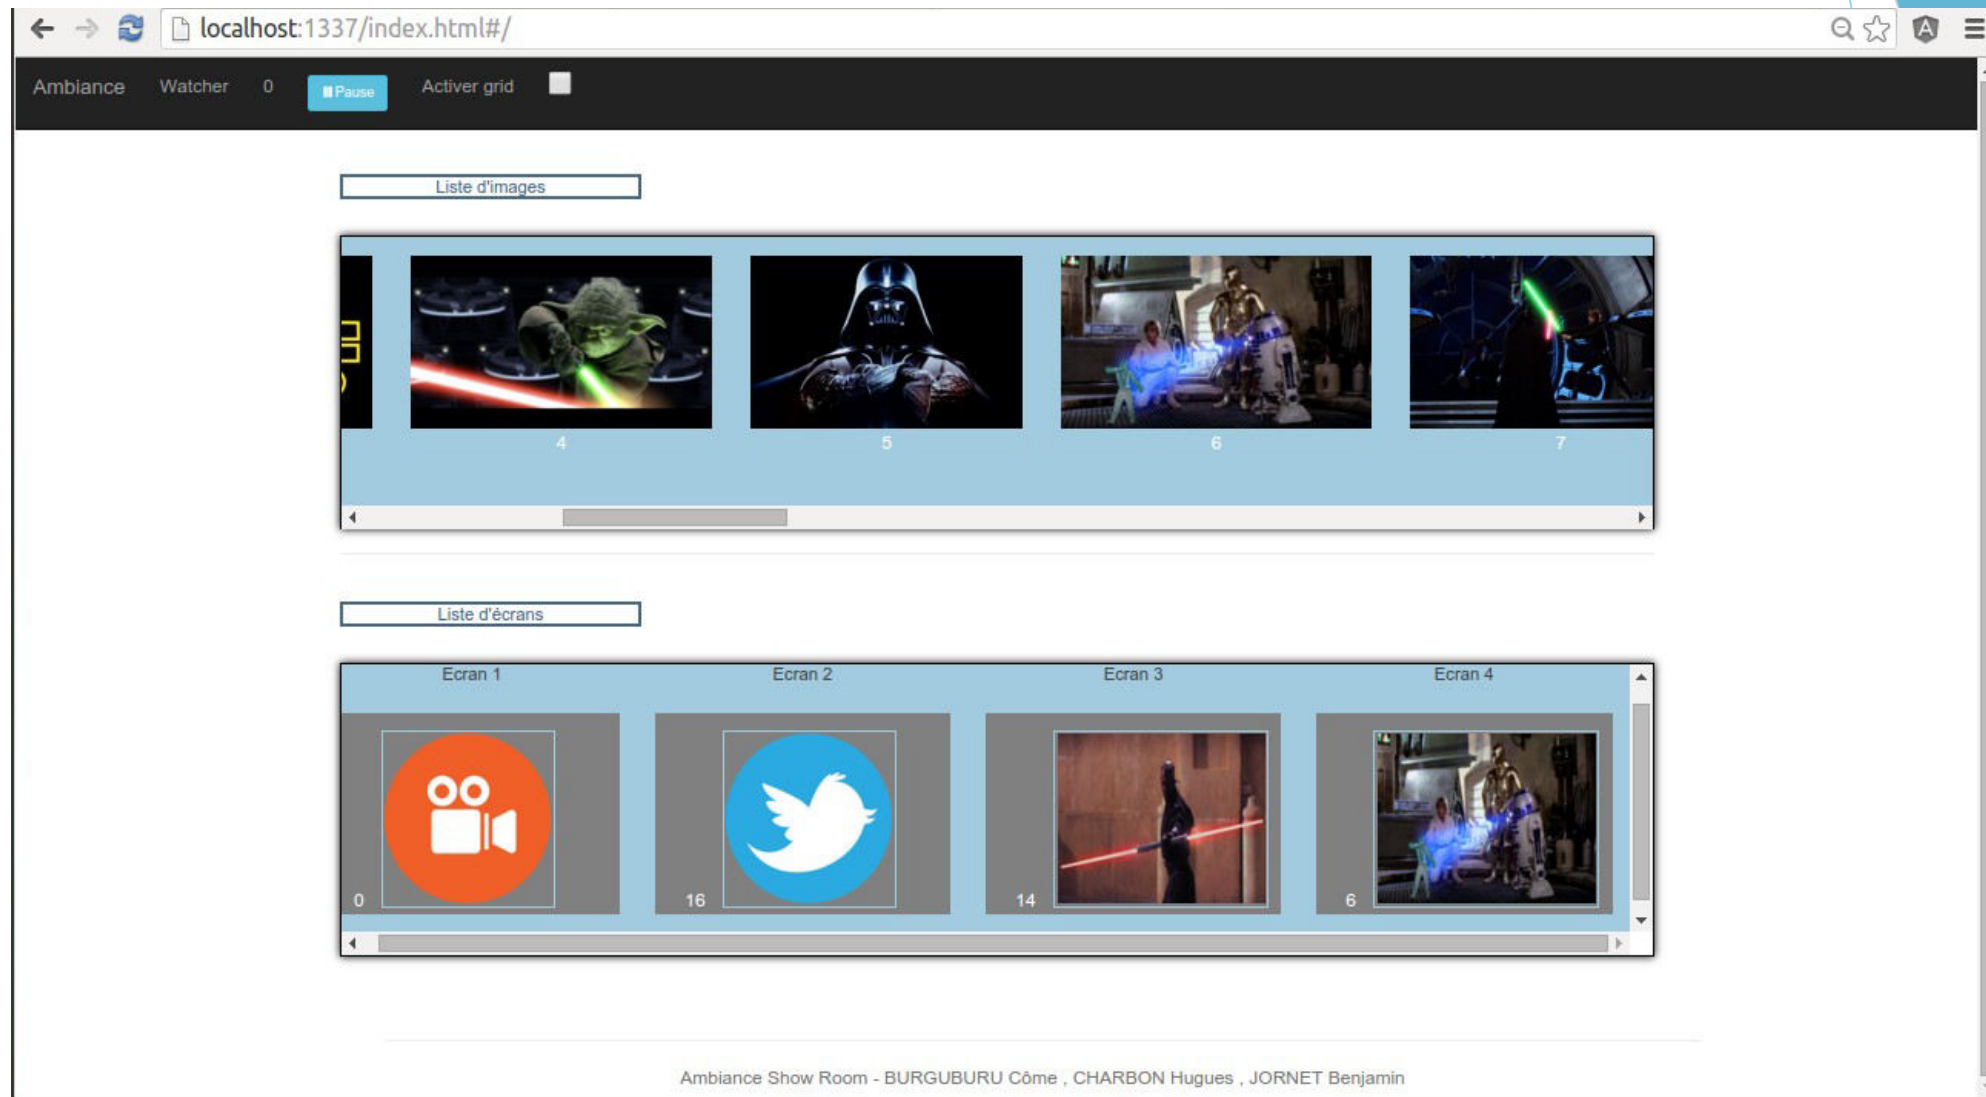 localhost:1337/index.html#/
Ambiance Watcher 0 Pause Activer grid
Liste d'images
4 5 6 7
Liste d'écrans
Ecran 1 Ecran 2 Ecran 3 Ecran 4
0 16 14 6
Ambiance Show Room - BURGUBURU Côme , CHARBON Hugues , JORNET Benjamin